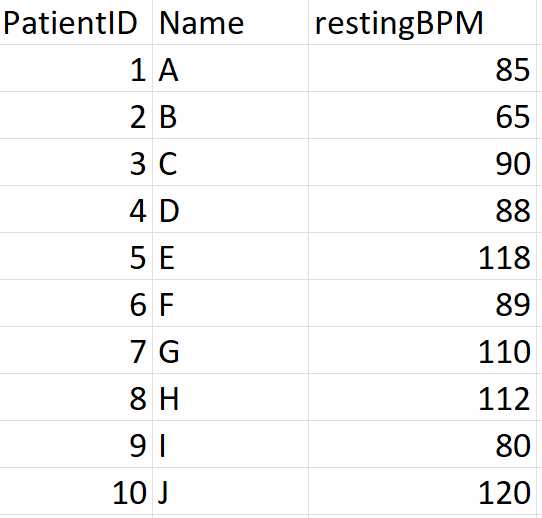 PatientID Name restingBPM
1 A 85
2 B 65
3 C 90
4 D 88
5 E 118
6 F 89
7 G 110
8 H 112
9 I 80
10 J 120